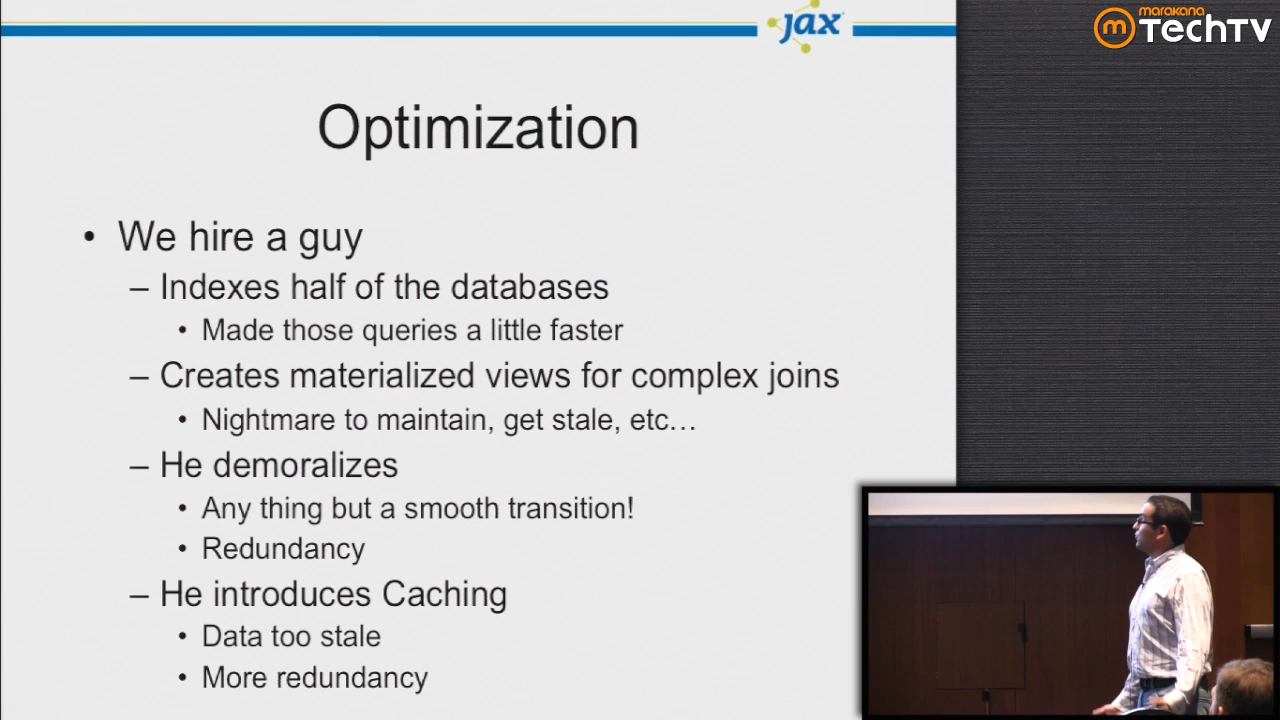 jax
marakana
m TechTV
Optimization
• We hire a guy
– Indexes half of the databases
• Made those queries a little faster
– Creates materialized views for complex joins
• Nightmare to maintain, get stale, etc…
– He demoralizes
• Any thing but a smooth transition!
• Redundancy
– He introduces Caching
• Data too stale
• More redundancy